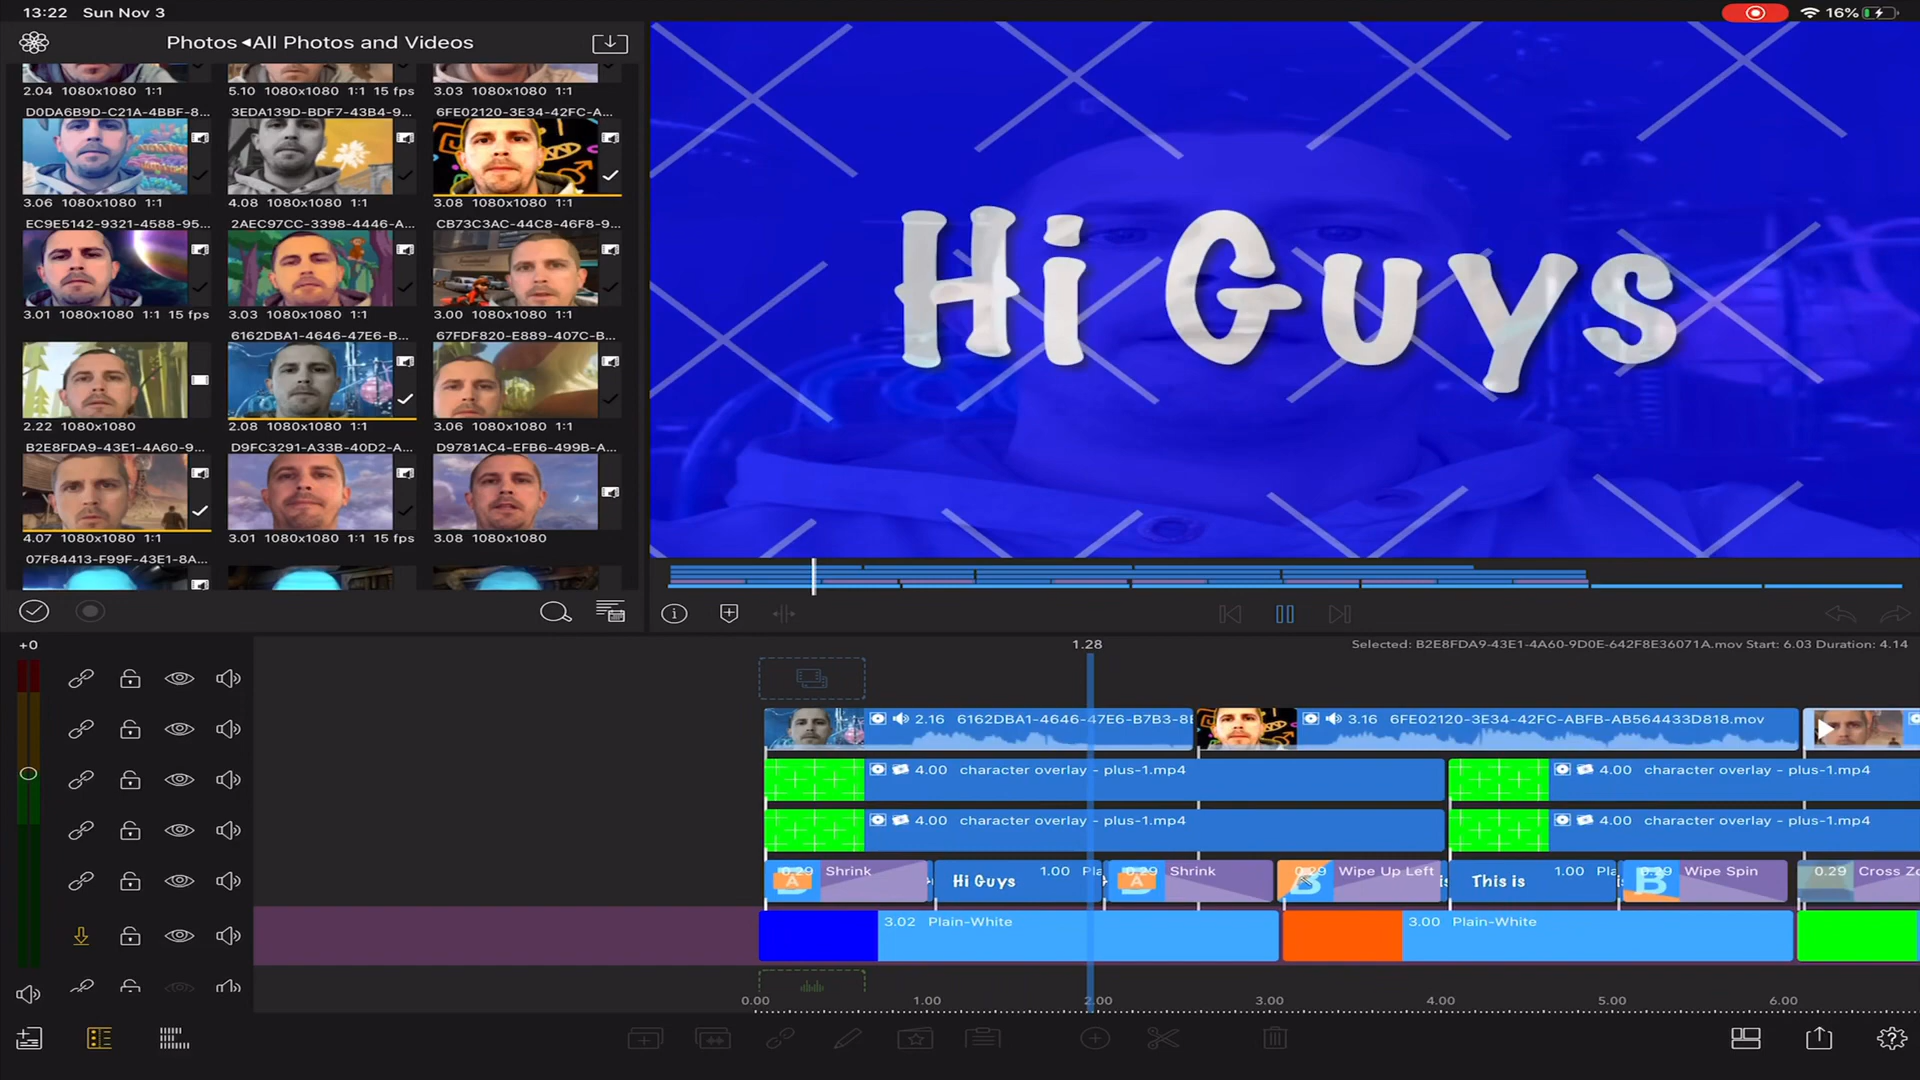 13:22 Sun Nov 3
16%
Photos◂All Photos and Videos
2.04 1080x1080 1:1
5.10 1080x1080 1:1 15 fps
3.03 1080x1080 1:1
D0DA6B9D-C21A-4BBF-8...
3EDA139D-BDF7-43B4-9...
6FE02120-3E34-42FC-A...
3.06 1080x1080 1:1
4.08 1080x1080 1:1
3.08 1080x1080 1:1
EC9E5142-9321-4588-95...
2AEC97CC-3398-4446-A...
CB73C3AC-44C8-46F8-9...
3.01 1080x1080 1:1 15 fps
3.03 1080x1080 1:1
3.00 1080x1080 1:1
6162DBA1-4646-47E6-B...
67FDF820-E889-407C-B...
2.22 1080x1080
2.08 1080x1080 1:1
3.06 1080x1080 1:1
B2E8FDA9-43E1-4A60-9...
D9FC3291-A33B-40D2-A...
D9781AC4-EFB6-499B-A...
4.07 1080x1080 1:1
3.01 1080x1080 1:1 15 fps
3.08 1080x1080
07F84413-F99F-43E1-8A...
Hi Guys
+0
1.28
Selected: B2E8FDA9-43E1-4A60-9D0E-642F8E36071A.mov Start: 6.03 Duration: 4.14
2.16 6162DBA1-4646-47E6-B7B3-8
3.16 6FE02120-3E34-42FC-ABFB-AB564433D818.mov
4.00 character overlay - plus-1.mp4
4.00 character overlay - plus-1.mp4
4.00 character overlay - plus-1.mp4
4.00 character overlay - plus-1.mp4
A 0.29 Shrink
Hi Guys 1.00 Pla
A 0.29 Shrink
B 0.29 Wipe Up Left
This is 1.00 Pla
B 0.29 Wipe Spin
0.29 Cross Zo
3.02 Plain-White
3.00 Plain-White
0.00 1.00 2.00 3.00 4.00 5.00 6.00